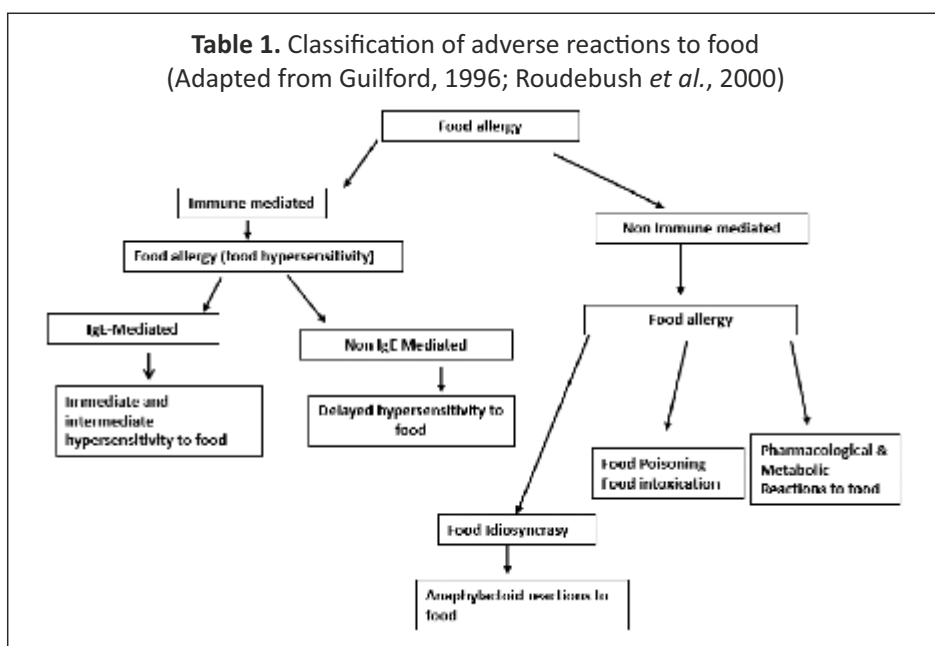 Table 1. Classification of adverse reactions to food
(Adapted from Guilford, 1996; Roudebush et al., 2000)
Food allergy
Immune mediated
Non Immune mediated
Food allergy (food hypersensitivity)
Food allergy
IgE-Mediated
Non IgE Mediated
Immediate and
intermediate
hypersensitivity to food
Delayed hypersensitivity to
food
Food Poisoning
Food intoxication
Pharmacological &
Metabolic
Reactions to food
Food Idiosyncrasy
Anaphylactoid reactions to
food